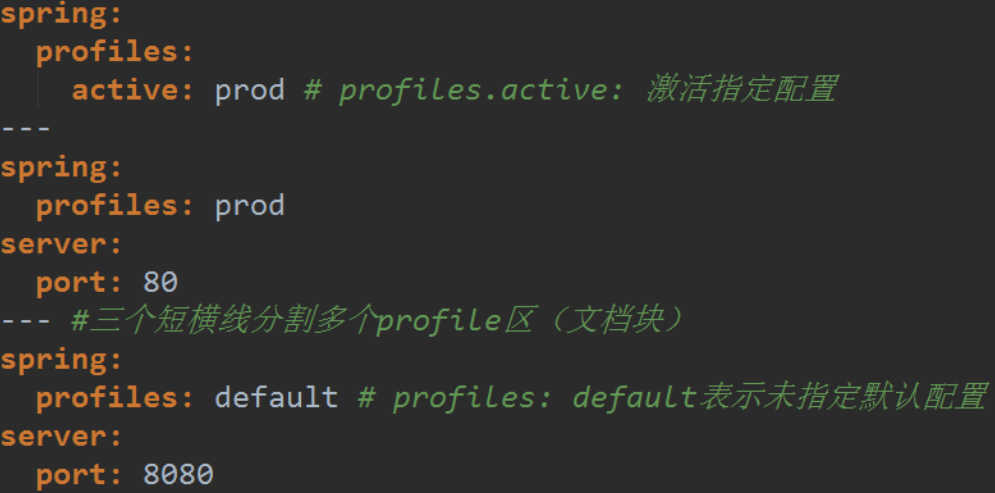 spring:
  profiles:
    active: prod # profiles.active: 激活指定配置
---
spring:
  profiles: prod
server:
  port: 80
--- #三个短横线分割多个profile区（文档块）
spring:
  profiles: default # profiles: default表示未指定默认配置
server:
  port: 8080